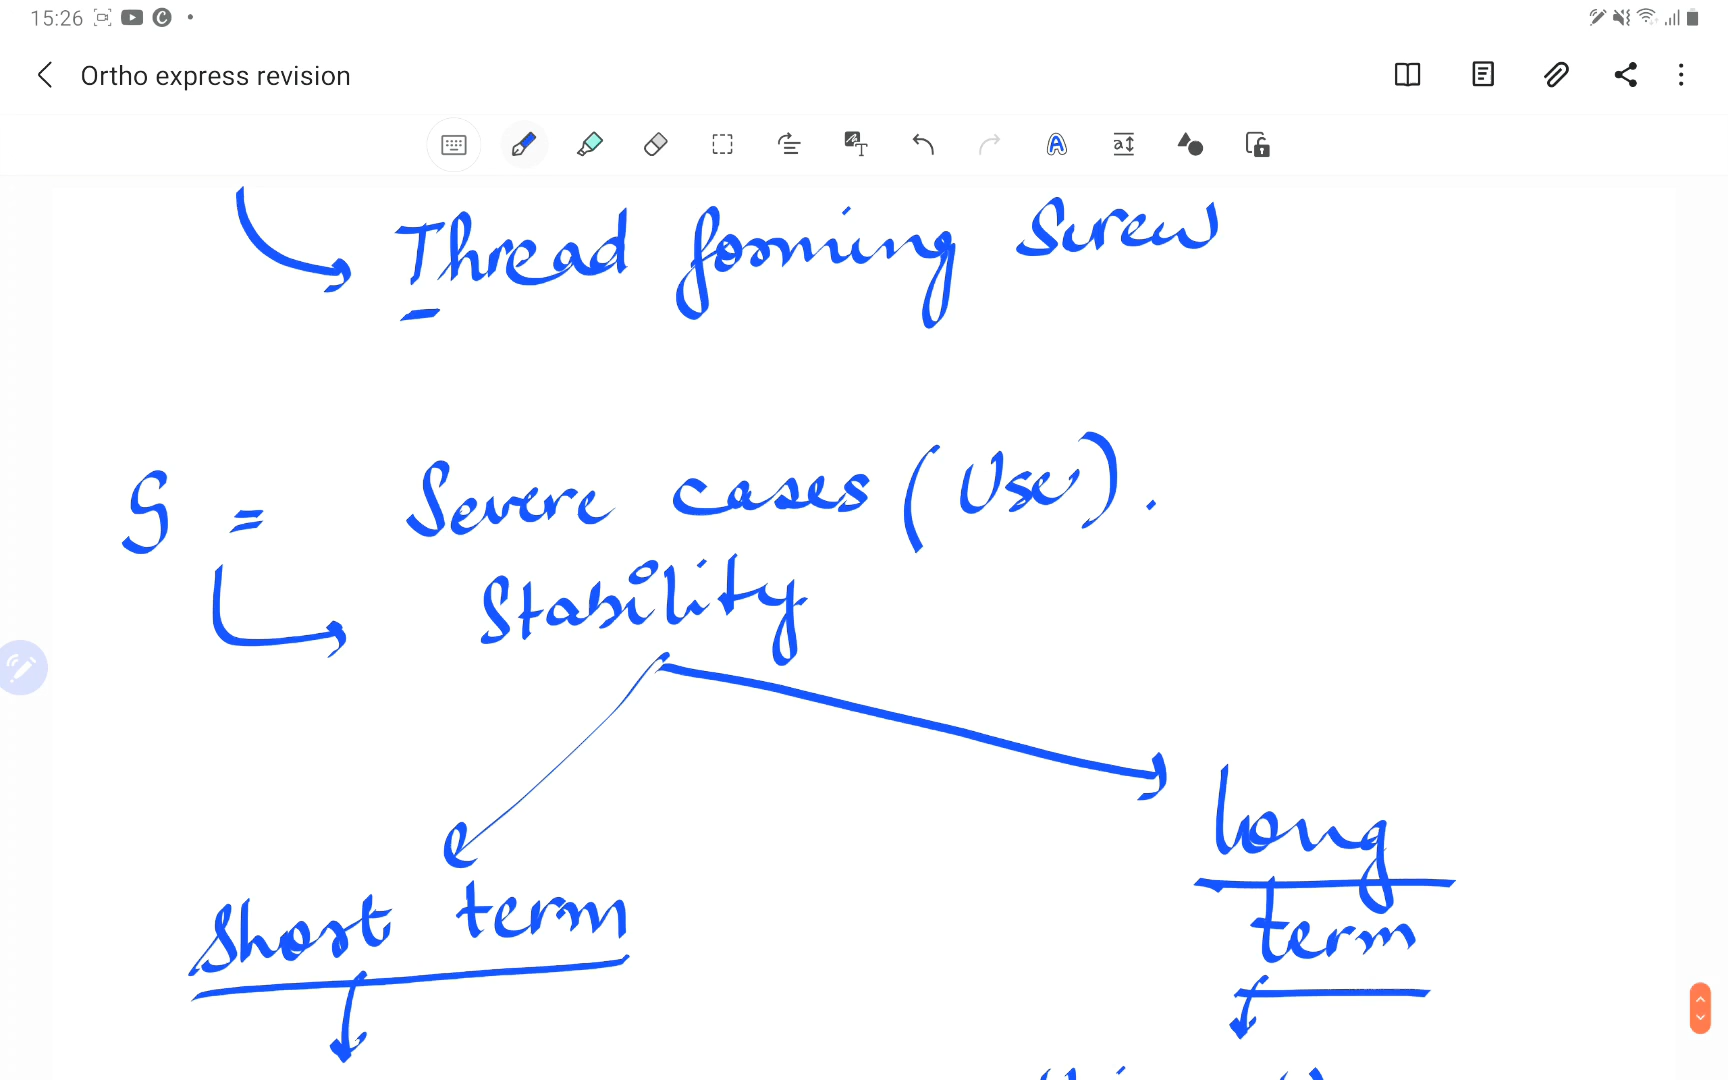 15:26
Ortho express revision
Thread forming Screw
S = Severe cases (Use).
Stability
Short term
long
term